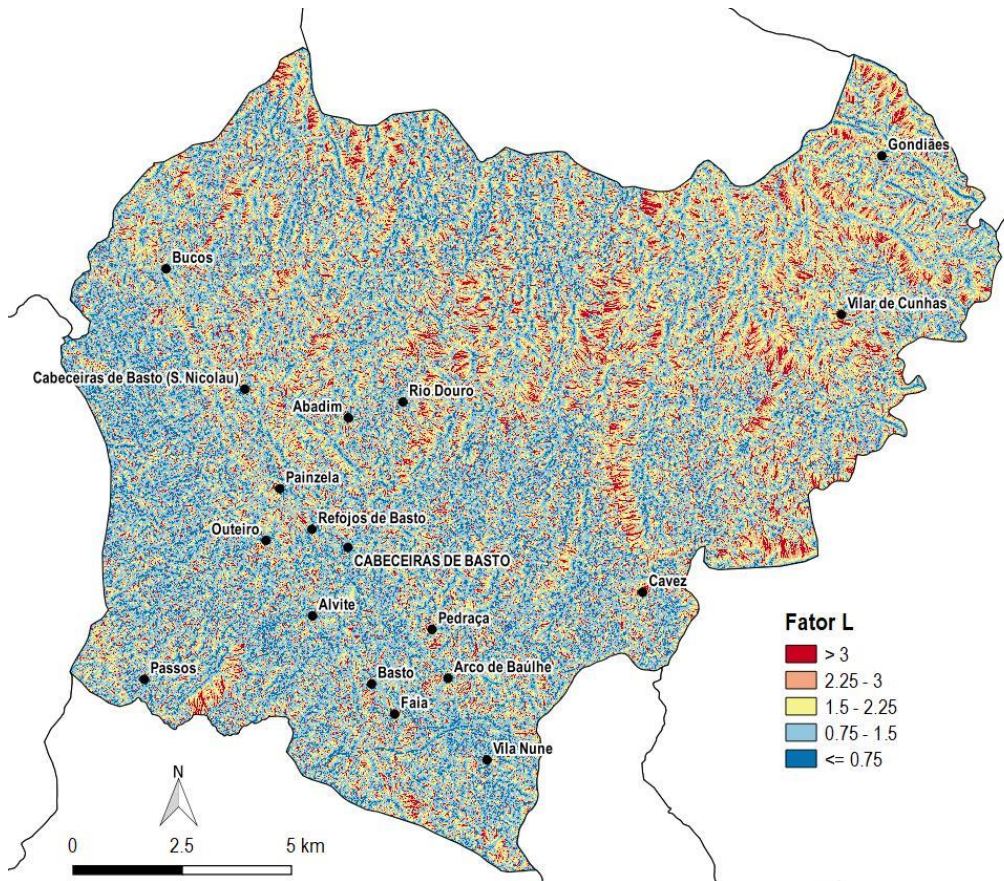 Gondiães
Bucos
Vilar de Cunhas
Cabeceiras de Basto (S. Nicolau)
Rio Douro
Abadim
Painzela
Refojos de Basto
Outeiro
CABECEIRAS DE BASTO
Cavez
Alvite
Pedraça
Fator L
> 3
2.25 - 3
1.5 - 2.25
0.75 - 1.5
<= 0.75
Passos
Basto
Arco de Baulhe
Faia
Vila Nune
N
0 2.5 5 km